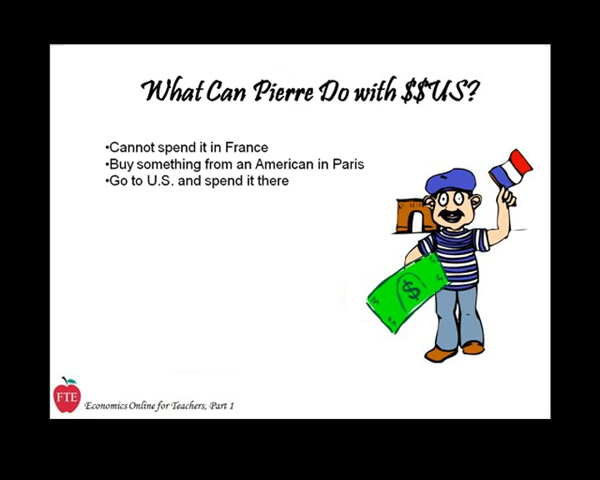 What Can Pierre Do with $$US?
•Cannot spend it in France
•Buy something from an American in Paris
•Go to U.S. and spend it there
$
FTE
Economics Online for Teachers, Part 1